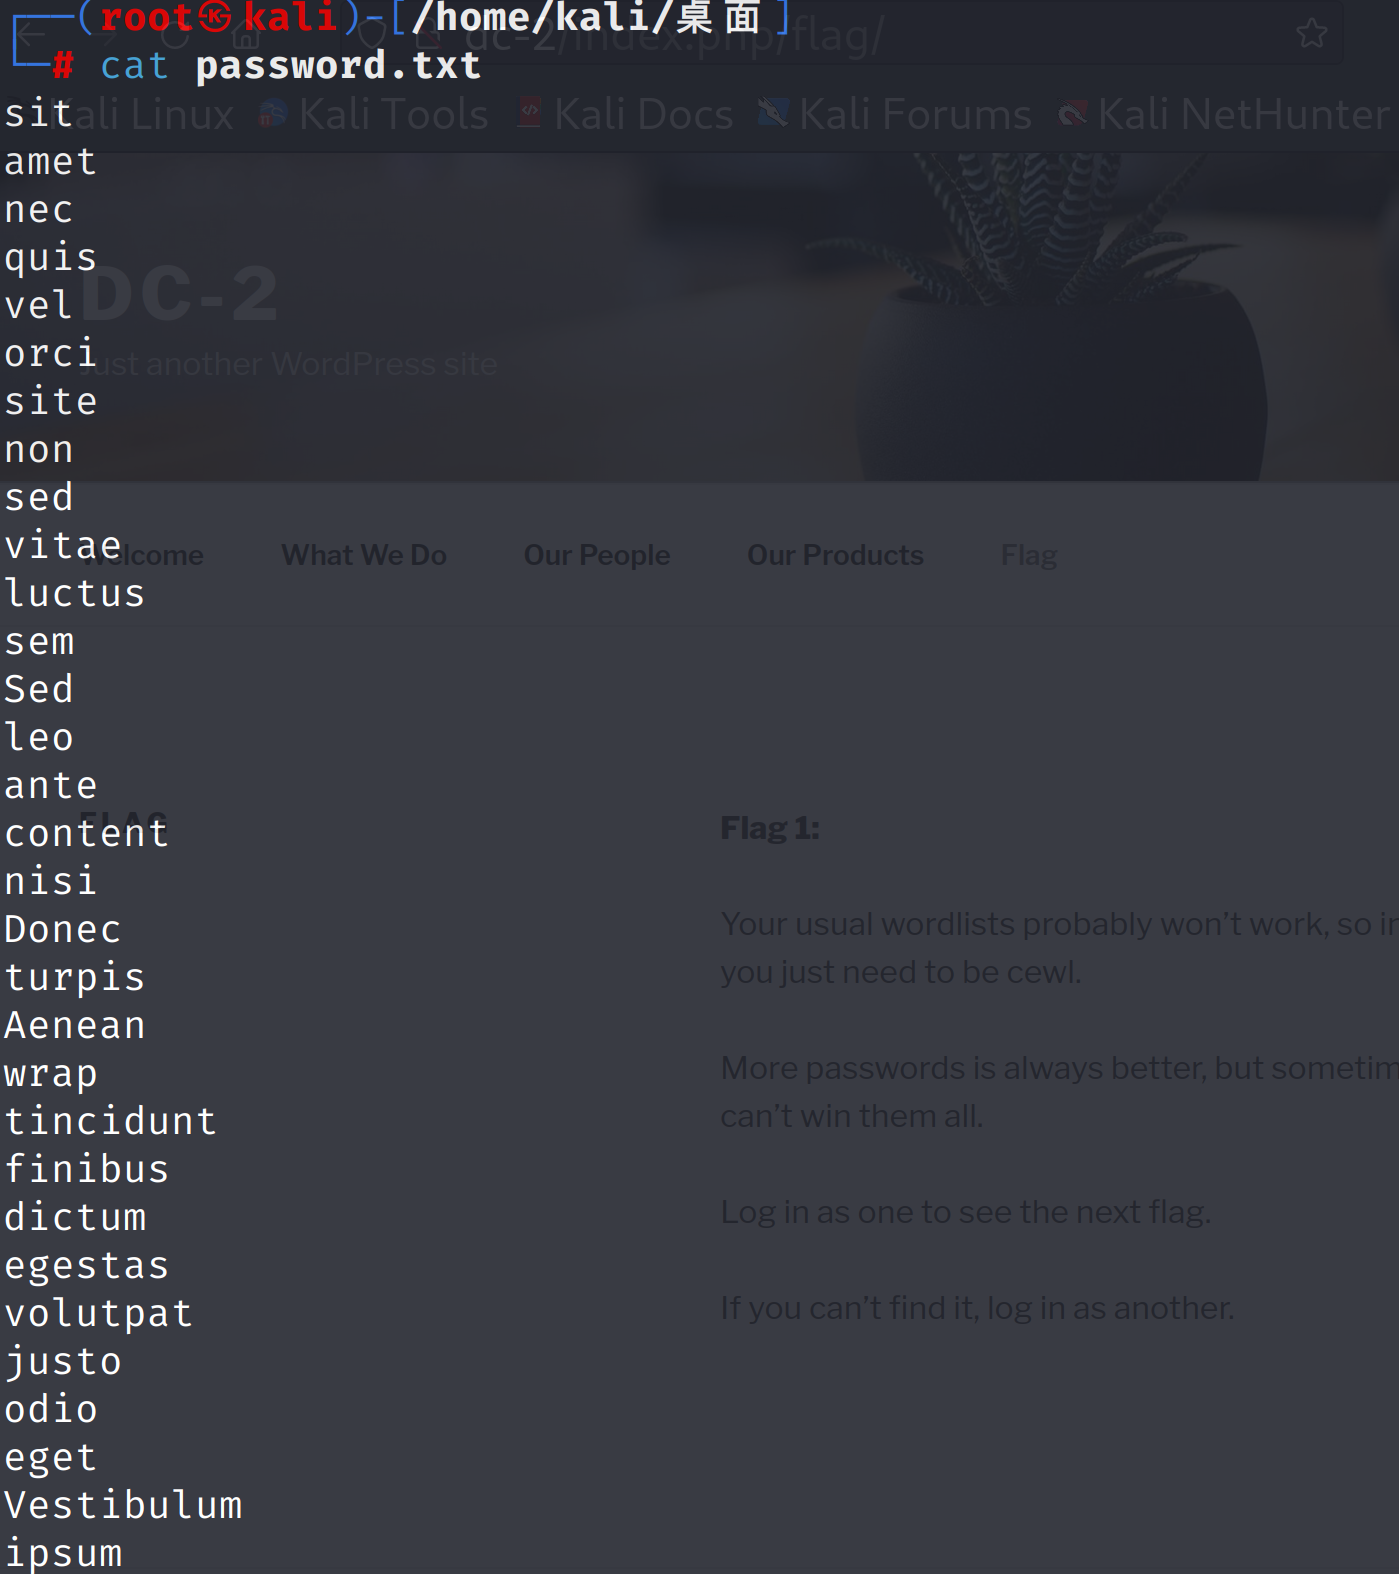 ┌──(root㉿kali)-[/home/kali/桌面]
└─# cat password.txt
dc-2/index.php/flag/
sit
Kali Linux Kali Tools Kali Docs Kali Forums Kali NetHunter
amet
nec
quis
DC-2
vel
orci
Just another WordPress site
site
non
sed
vitae
Welcome What We Do Our People Our Products Flag
luctus
sem
Sed
leo
ante
FLAG
content
Flag 1:
nisi
Donec
Your usual wordlists probably won’t work, so
turpis
you just need to be cewl.
Aenean
wrap
More passwords is always better, but
tincidunt
can’t win them all.
finibus
dictum
Log in as one to see the next flag.
egestas
volutpat
If you can’t find it, log in as another.
justo
odio
eget
Vestibulum
ipsum